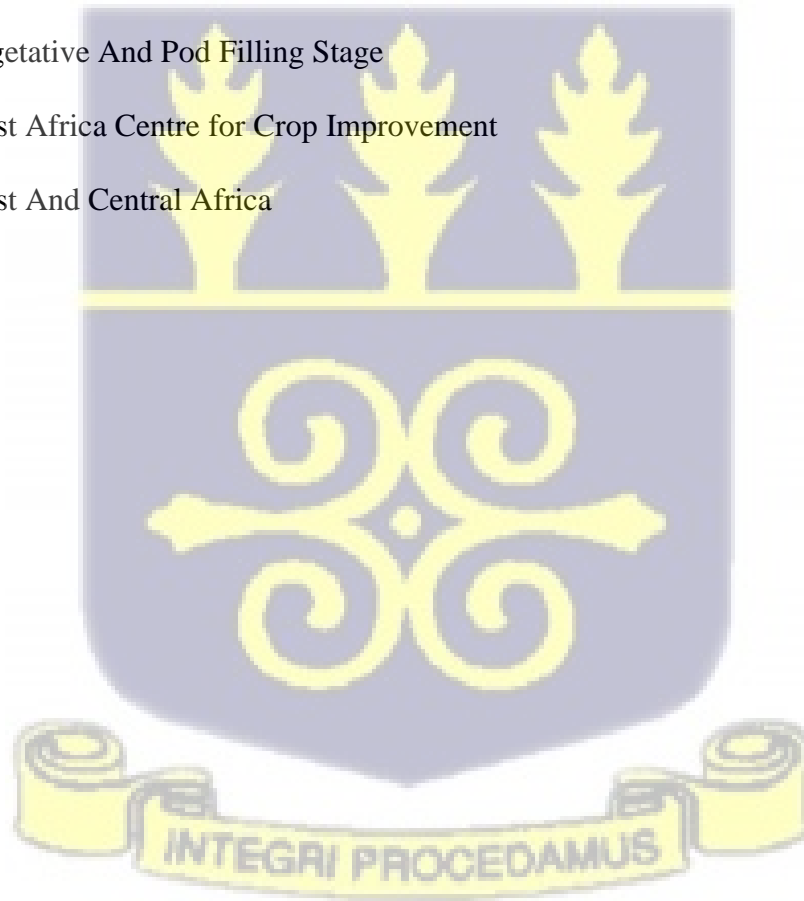 getative And Pod Filling Stage
st Africa Centre for Crop Improvement
st And Central Africa
INTEGRI PROCEDAMUS